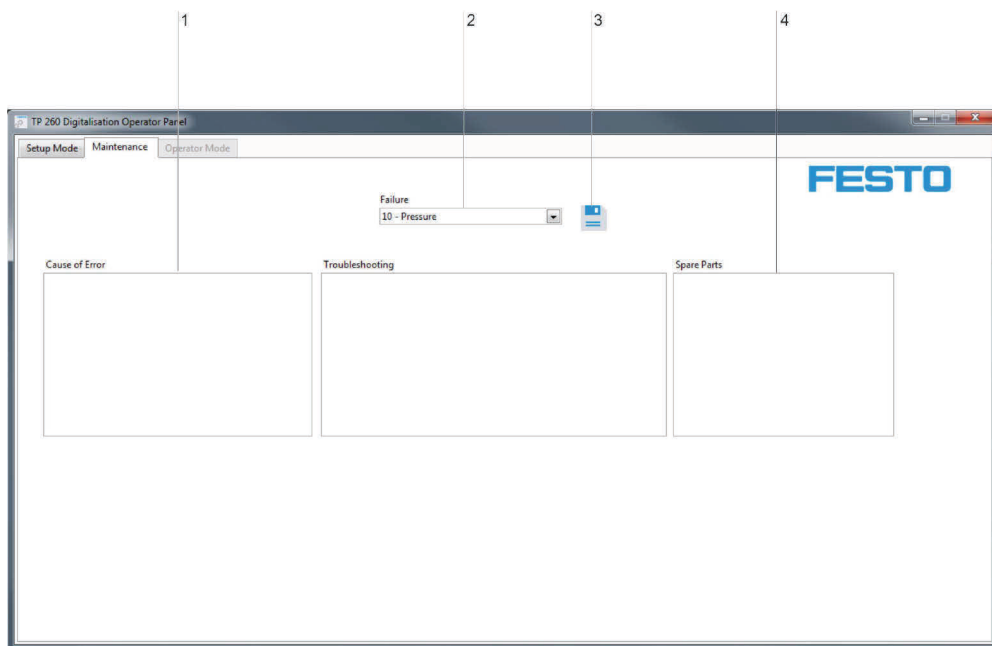 1 2 3 4
TP 260 Digitalisation Operator Panel
Setup Mode Maintenance Operator Mode
FESTO
Failure
10 - Pressure
Cause of Error Troubleshooting Spare Parts